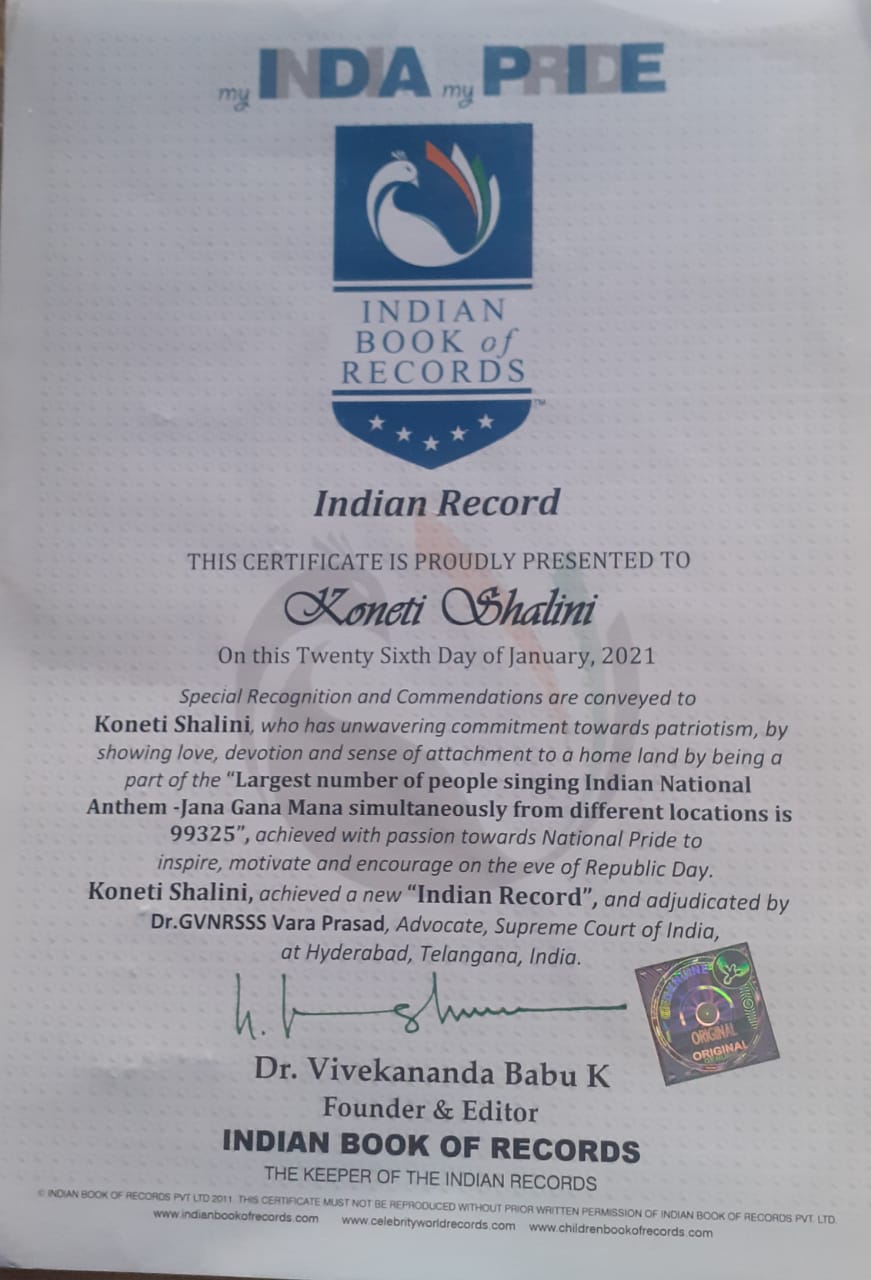 my INDIA my PRIDE
INDIAN
BOOK of
RECORDS
TM
Indian Record
THIS CERTIFICATE IS PROUDLY PRESENTED TO
Koneti Shalini
On this Twenty Sixth Day of January, 2021
Special Recognition and Commendations are conveyed to
Koneti Shalini, who has unwavering commitment towards patriotism, by
showing love, devotion and sense of attachment to a home land by being a
part of the “Largest number of people singing Indian National
Anthem -Jana Gana Mana simultaneously from different locations is
99325”, achieved with passion towards National Pride to
inspire, motivate and encourage on the eve of Republic Day.
Koneti Shalini, achieved a new “Indian Record”, and adjudicated by
Dr.GVNRSSS Vara Prasad, Advocate, Supreme Court of India,
at Hyderabad, Telangana, India.
GENUINE
ORIGINAL
ORIGINAL
Dr. Vivekananda Babu K
Founder & Editor
INDIAN BOOK OF RECORDS
THE KEEPER OF THE INDIAN RECORDS
© INDIAN BOOK OF RECORDS PVT LTD 2011. THIS CERTIFICATE MUST NOT BE REPRODUCED WITHOUT PRIOR WRITTEN PERMISSION OF INDIAN BOOK OF RECORDS PVT. LTD.
www.indianbookofrecords.com www.celebrityworldrecords.com www.childrenbookofrecords.com